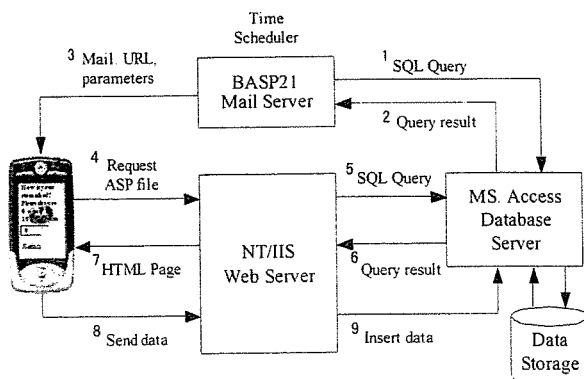 Time
Scheduler
3 Mail. URL,
parameters
BASP21
Mail Server
1 SQL Query
2 Query result
4 Request
ASP file
5 SQL Query
MS. Access
Database
Server
NT/IIS
Web Server
7 HTML Page
6 Query result
8 Send data
9 Insert data
Data
Storage